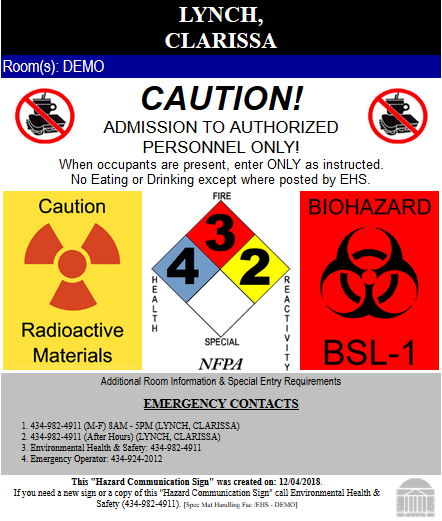 LYNCH,
CLARISSA
Room(s): DEMO
CAUTION!
ADMISSION TO AUTHORIZED
PERSONNEL ONLY!
When occupants are present, enter ONLY as instructed.
No Eating or Drinking except where posted by EHS.
Caution
Radioactive
Materials
FIRE
3
4
2
HEALTH
REACTIVITY
SPECIAL
NFPA
BIOHAZARD
BSL-1
Additional Room Information & Special Entry Requirements
EMERGENCY CONTACTS
1. 434-982-4911 (M-F) 8AM - 5PM (LYNCH, CLARISSA)
2. 434-982-4911 (After Hours) (LYNCH, CLARISSA)
3. Environmental Health & Safety: 434-982-4911
4. Emergency Operator: 434-924-2012
This "Hazard Communication Sign" was created on: 12/04/2018.
If you need a new sign or a copy of this "Hazard Communication Sign" call Environmental Health &
Safety (434-982-4911). [Spec Mat Handling Fac /EHS - DEMO]